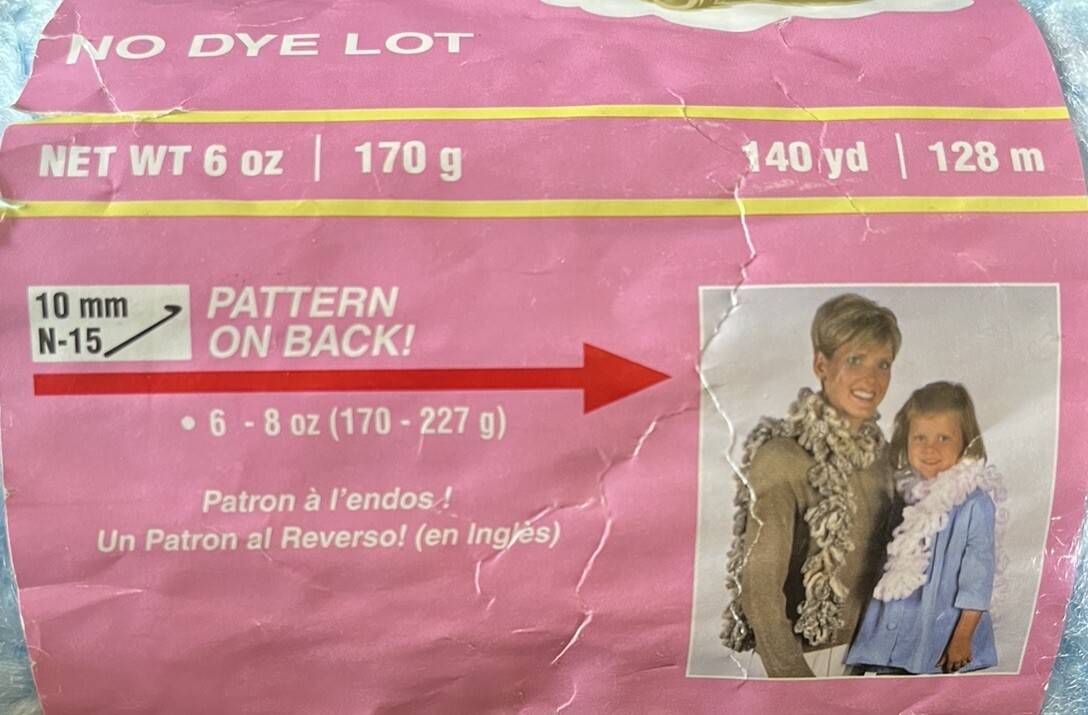 NO DYE LOT
NET WT 6 oz | 170 g 140 yd | 128 m
10 mm
N-15
PATTERN
ON BACK!
• 6 - 8 oz (170 - 227 g)
Patron à l'endos !
Un Patron al Reverso! (en Inglès)